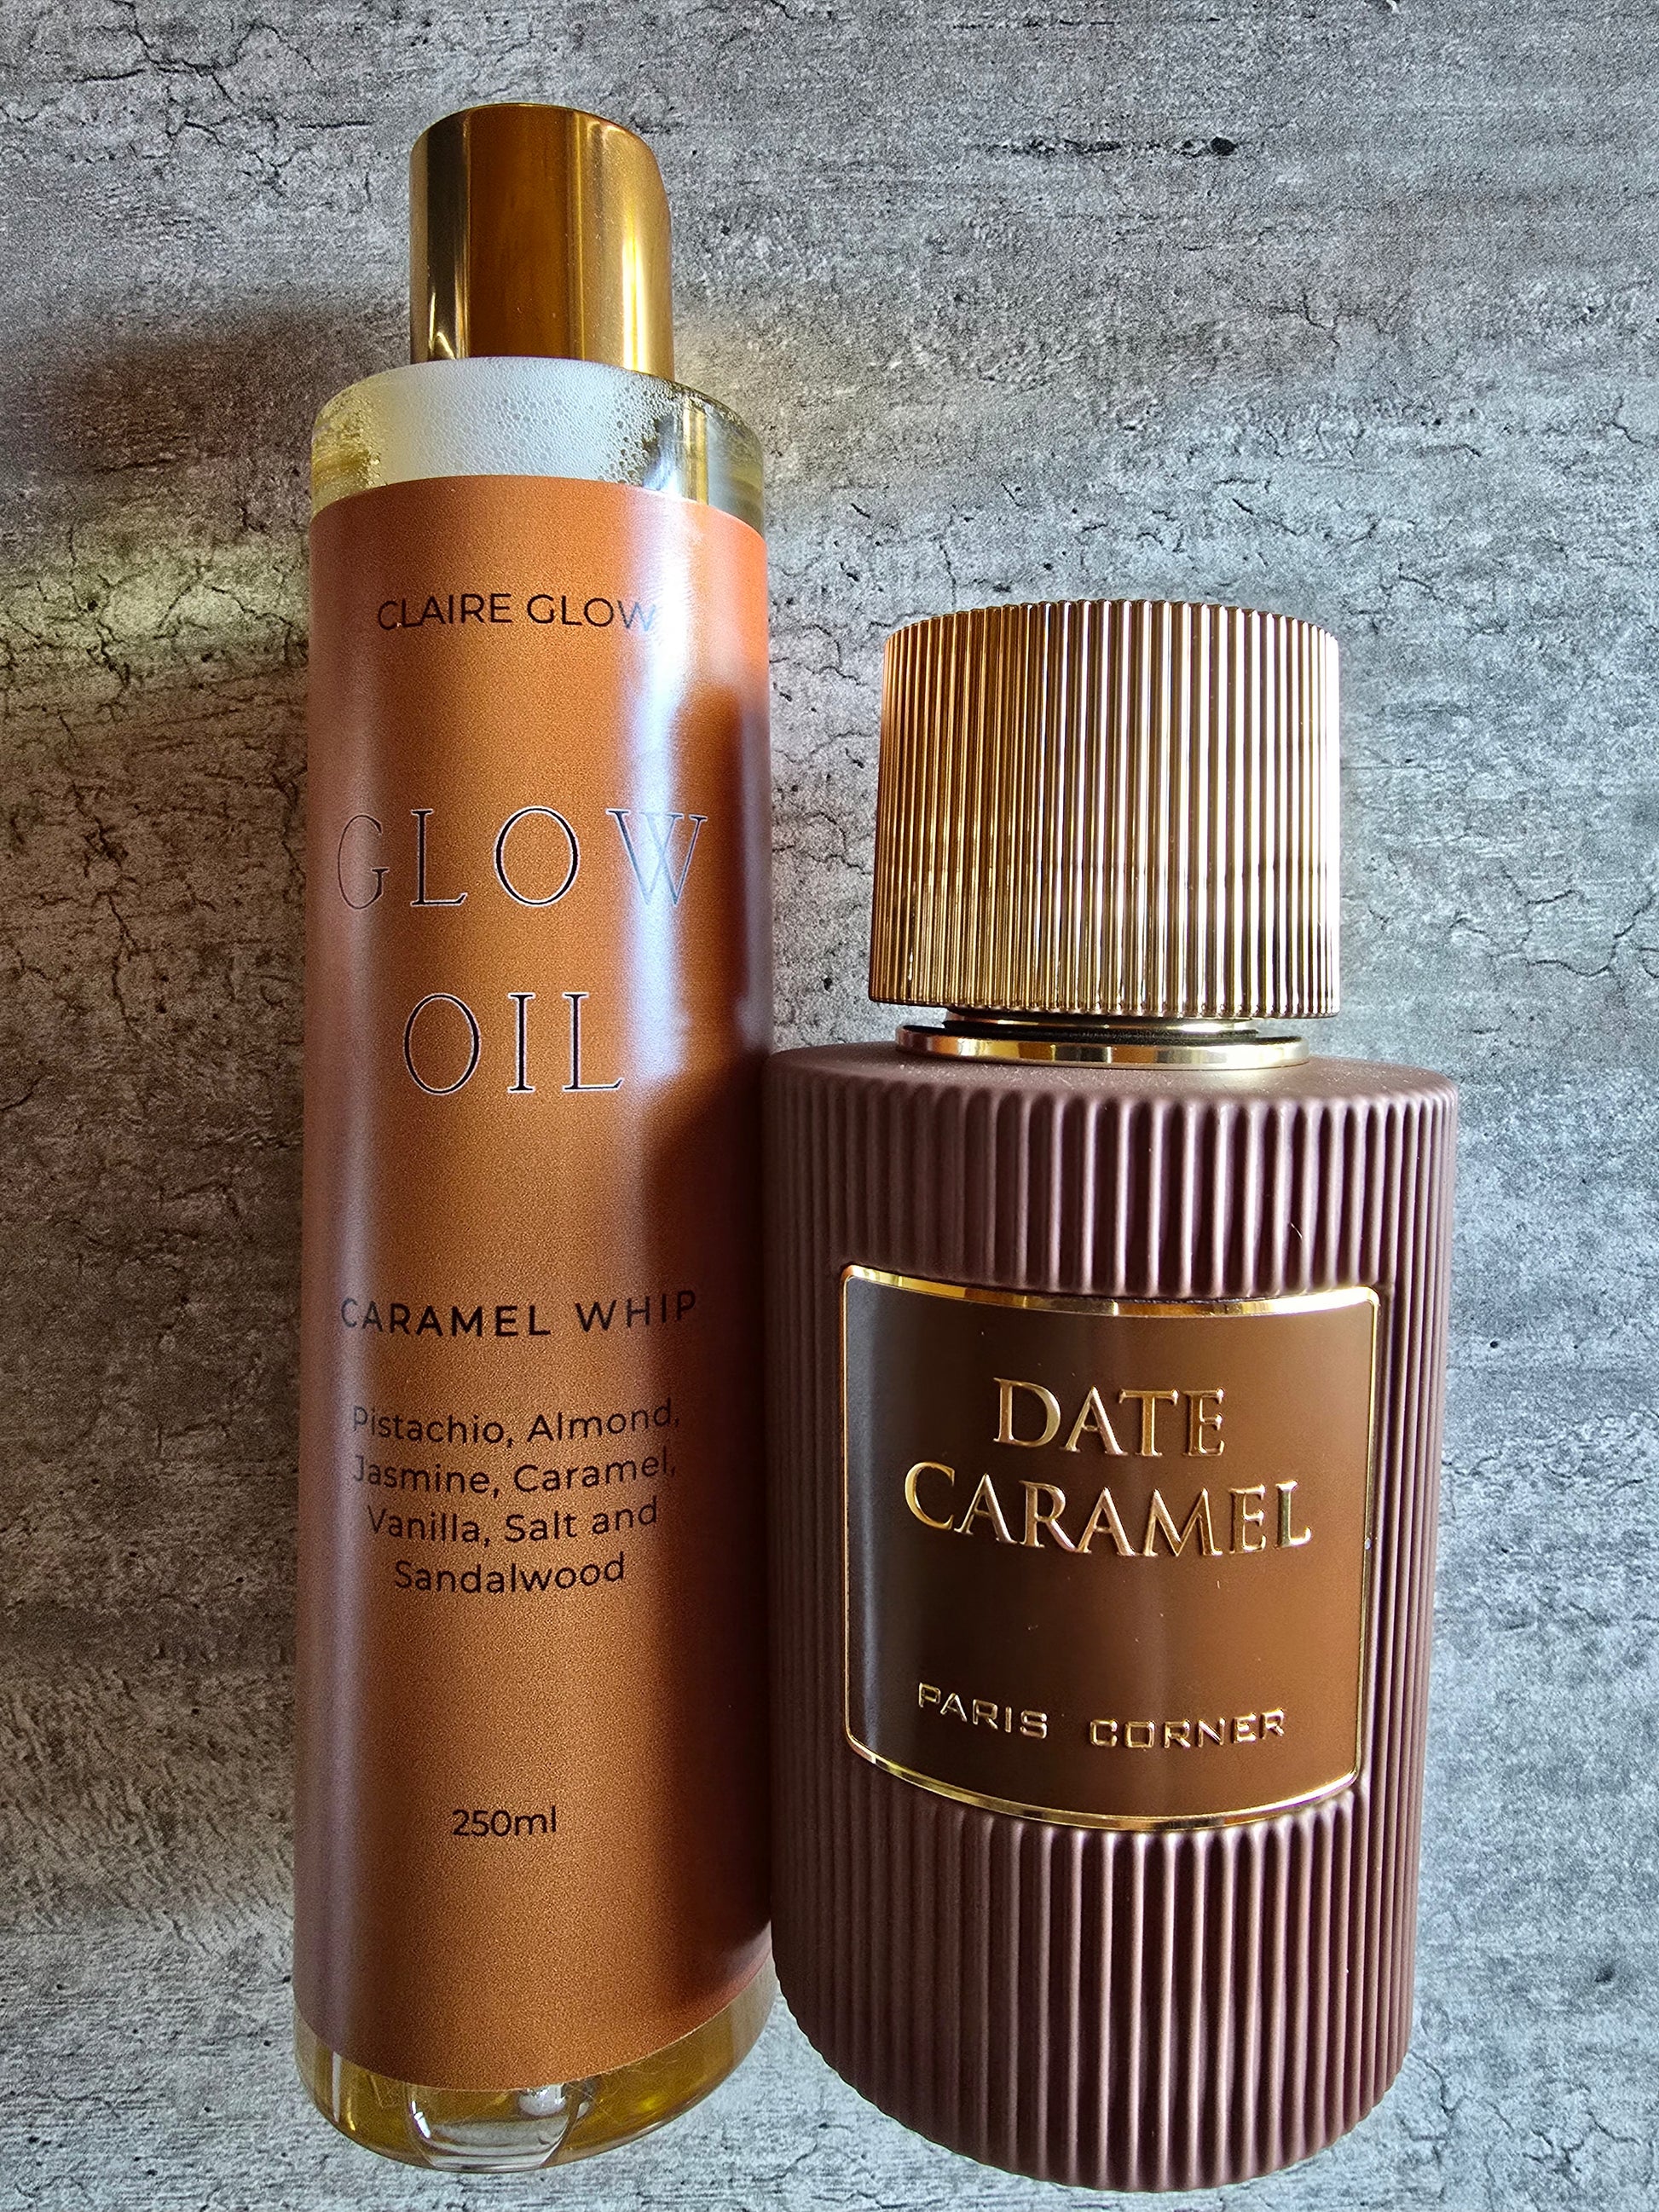 CLAIRE GLOW
GLOW
OIL
CARAMEL WHIP
Pistachio, Almond,
Jasmine, Caramel,
Vanilla, Salt and
Sandalwood
250ml
DATE
CARAMEL
PARIS CORNER